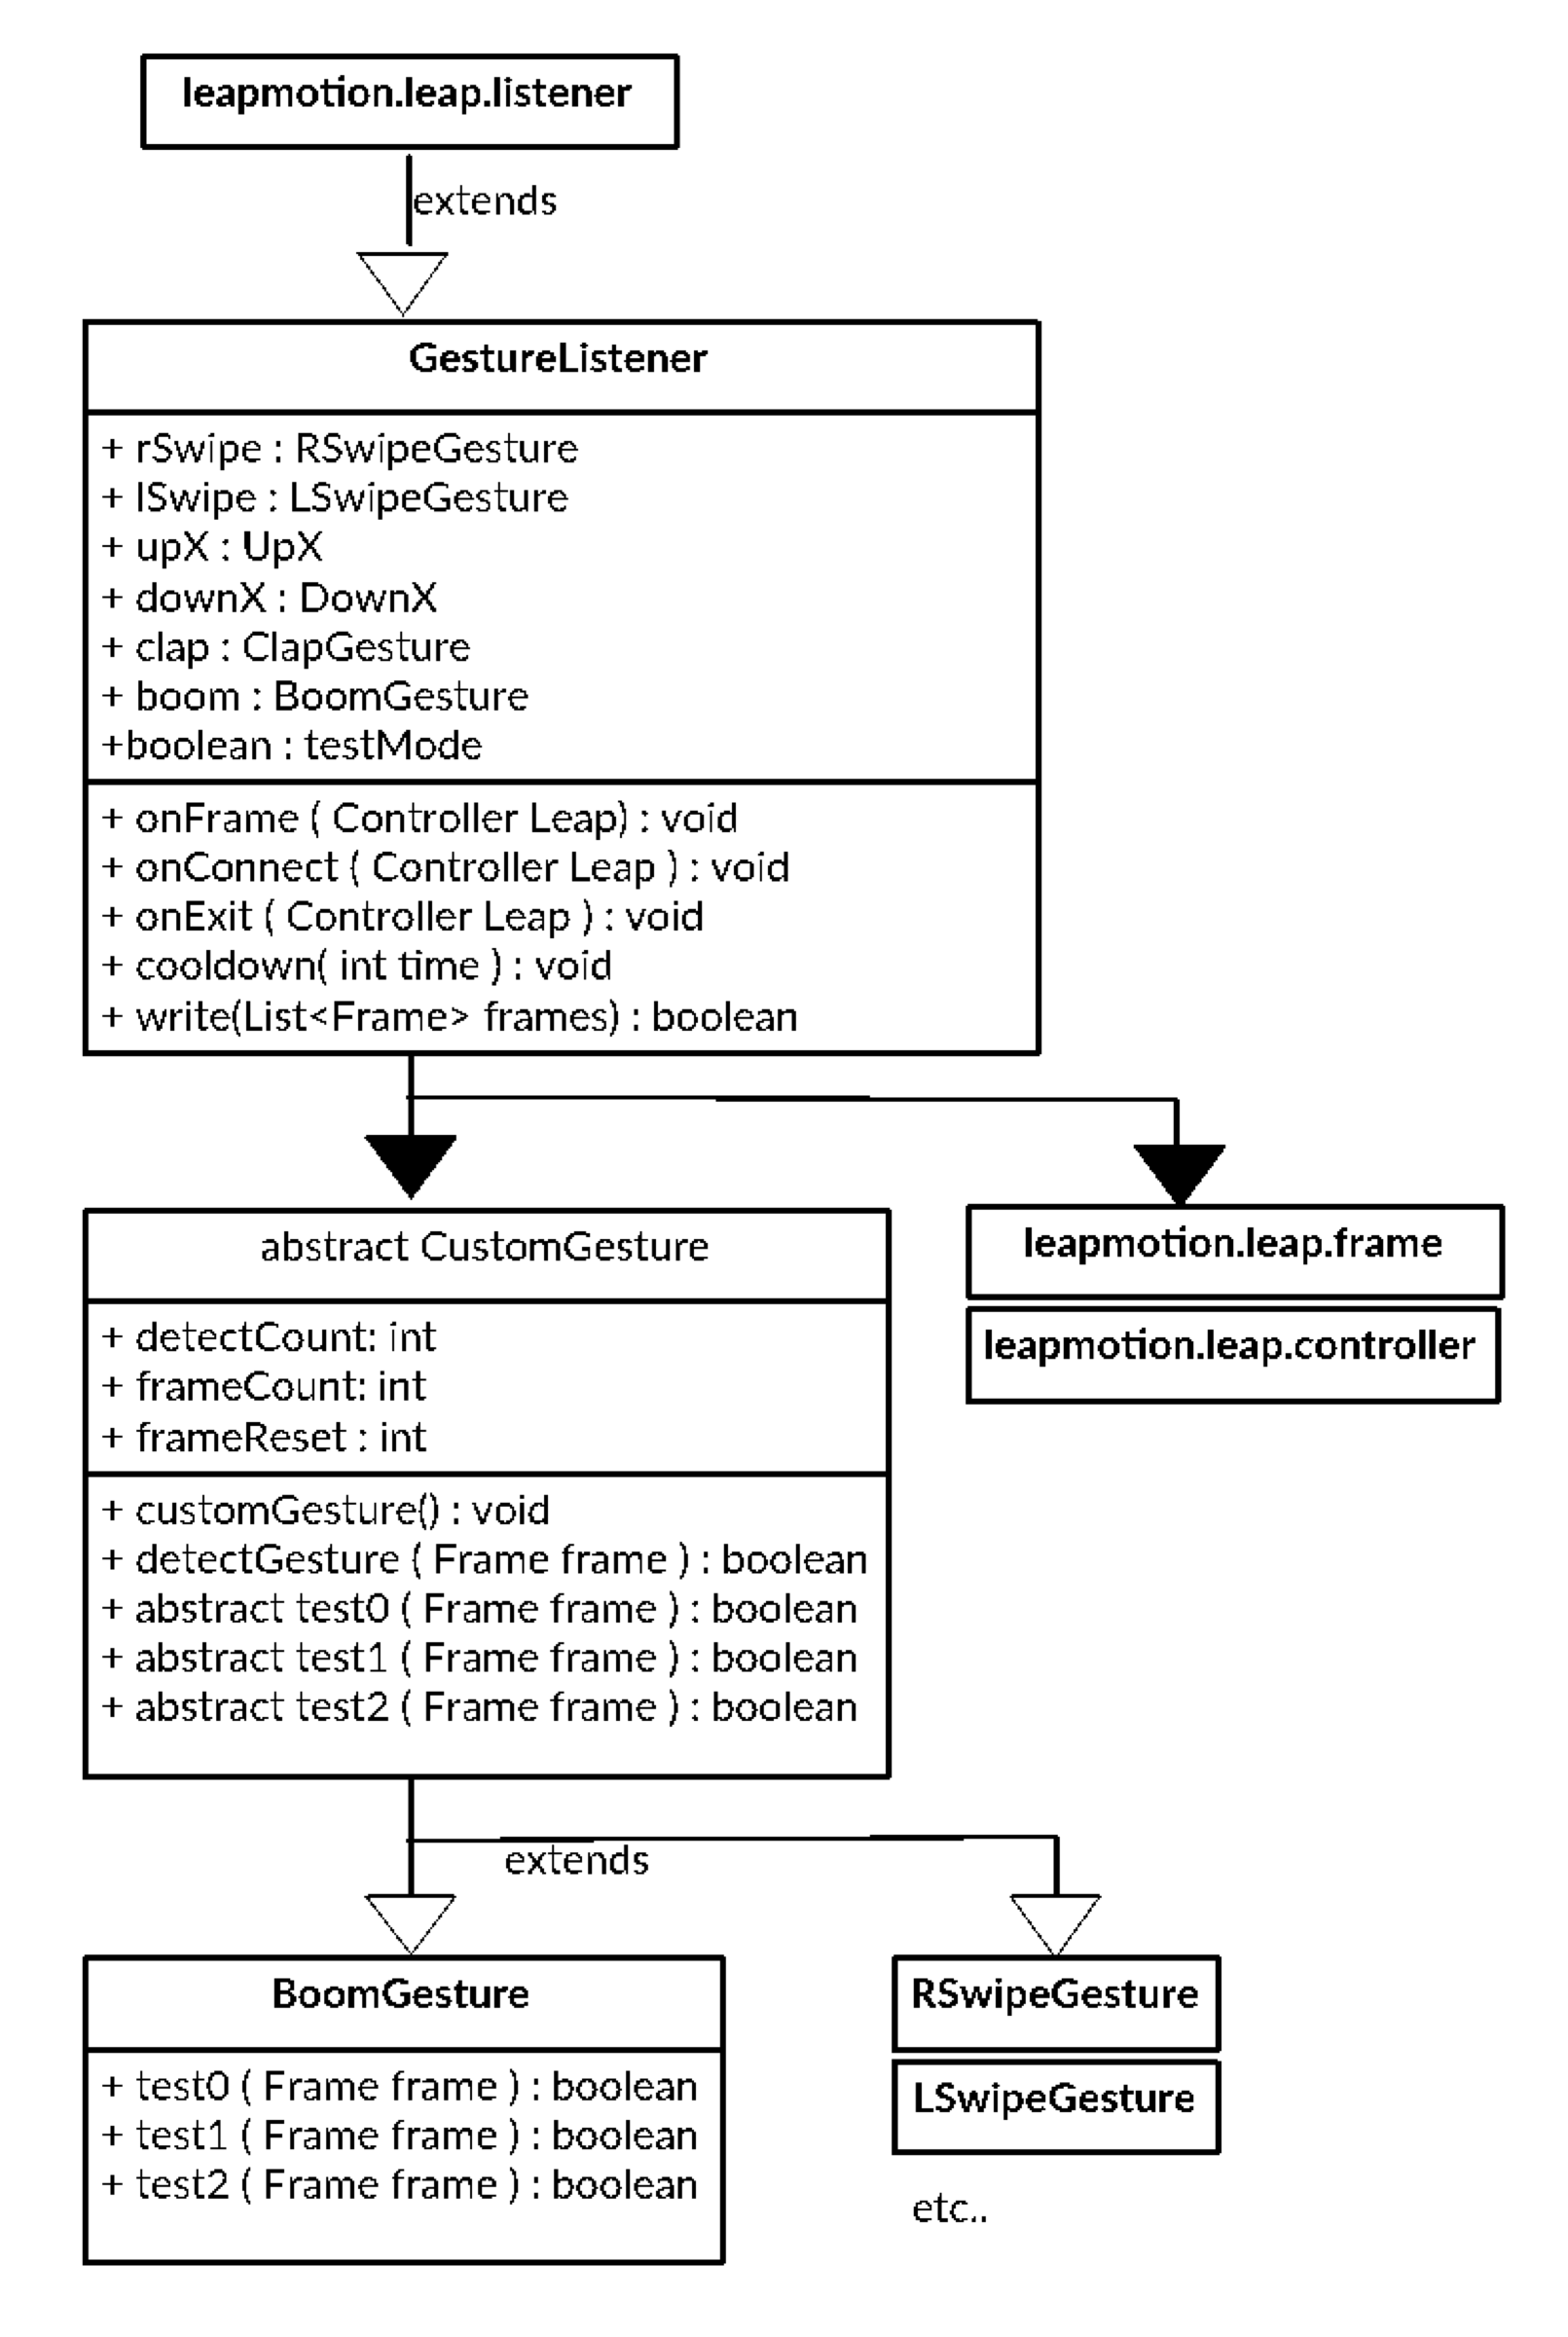 leapmotion.leap.listener
extends
GestureListener
+ rSwipe : RSwipeGesture
+ lSwipe : LSwipeGesture
+ upX : UpX
+ downX : DownX
+ clap : ClapGesture
+ boom : BoomGesture
+boolean : testMode
+ onFrame ( Controller Leap) : void
+ onConnect ( Controller Leap ) : void
+ onExit ( Controller Leap ) : void
+ cooldown( int time ) : void
+ write(List<Frame> frames) : boolean
abstract CustomGesture
+ detectCount: int
+ frameCount: int
+ frameReset : int
+ customGesture() : void
+ detectGesture ( Frame frame ) : boolean
+ abstract test0 ( Frame frame ) : boolean
+ abstract test1 ( Frame frame ) : boolean
+ abstract test2 ( Frame frame ) : boolean
leapmotion.leap.frame
leapmotion.leap.controller
extends
BoomGesture
+ test0 ( Frame frame ) : boolean
+ test1 ( Frame frame ) : boolean
+ test2 ( Frame frame ) : boolean
RSwipeGesture
LSwipeGesture
etc..